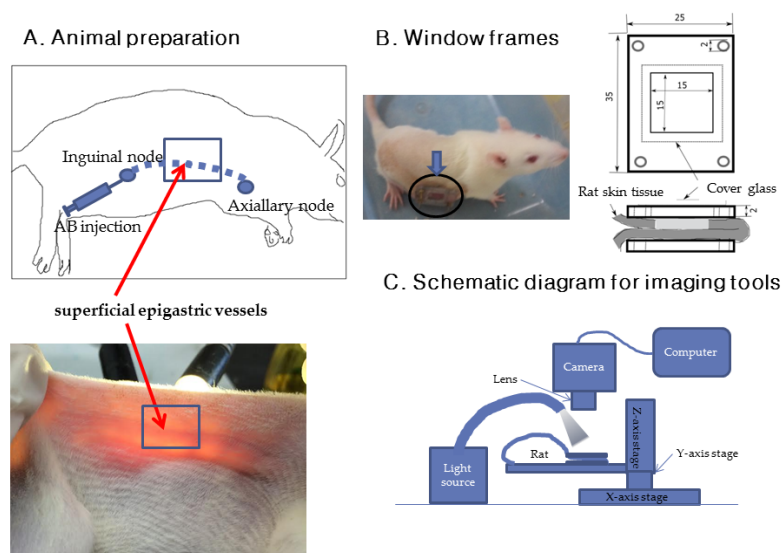 A. Animal preparation
Inguinal node
AB injection
Axiallary node
superficial epigastric vessels
B. Window frames
25
2
35
15
15
Cover glass
Rat skin tissue
2
C. Schematic diagram for imaging tools
Camera
Computer
Lens
Z-axis stage
Light
source
Rat
Y-axis stage
X-axis stage